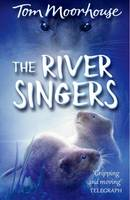 Tom Moorhouse
THE RIVER
SINGERS
'Gripping
and moving'
TELEGRAPH